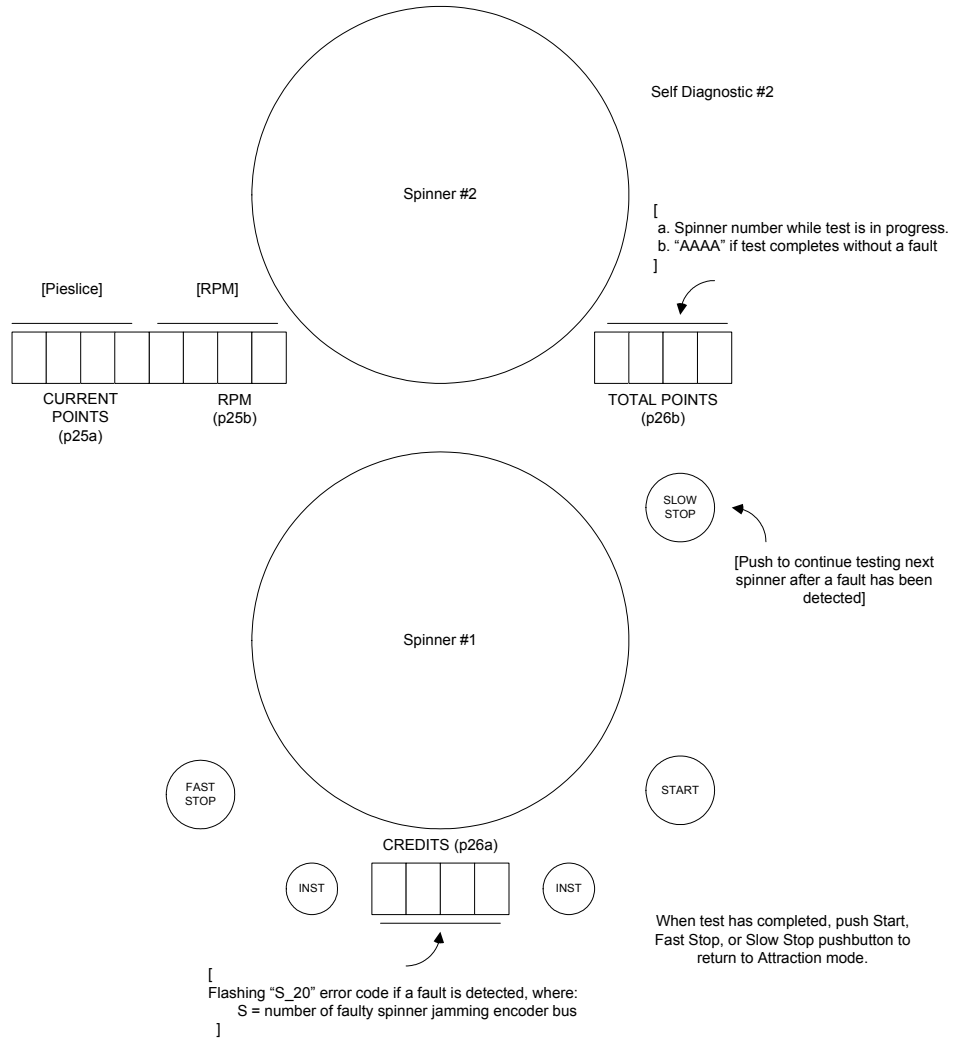 Self Diagnostic #2
Spinner #2
[
a. Spinner number while test is in progress.
b. “AAAA” if test completes without a fault
]
[Pieslice]
[RPM]
CURRENT
POINTS
(p25a)
RPM
(p25b)
TOTAL POINTS
(p26b)
SLOW
STOP
[Push to continue testing next
spinner after a fault has been
detected]
Spinner #1
FAST
STOP
START
CREDITS (p26a)
INST
INST
When test has completed, push Start,
Fast Stop, or Slow Stop pushbutton to
return to Attraction mode.
[
Flashing “S_20” error code if a fault is detected, where:
S = number of faulty spinner jamming encoder bus
]